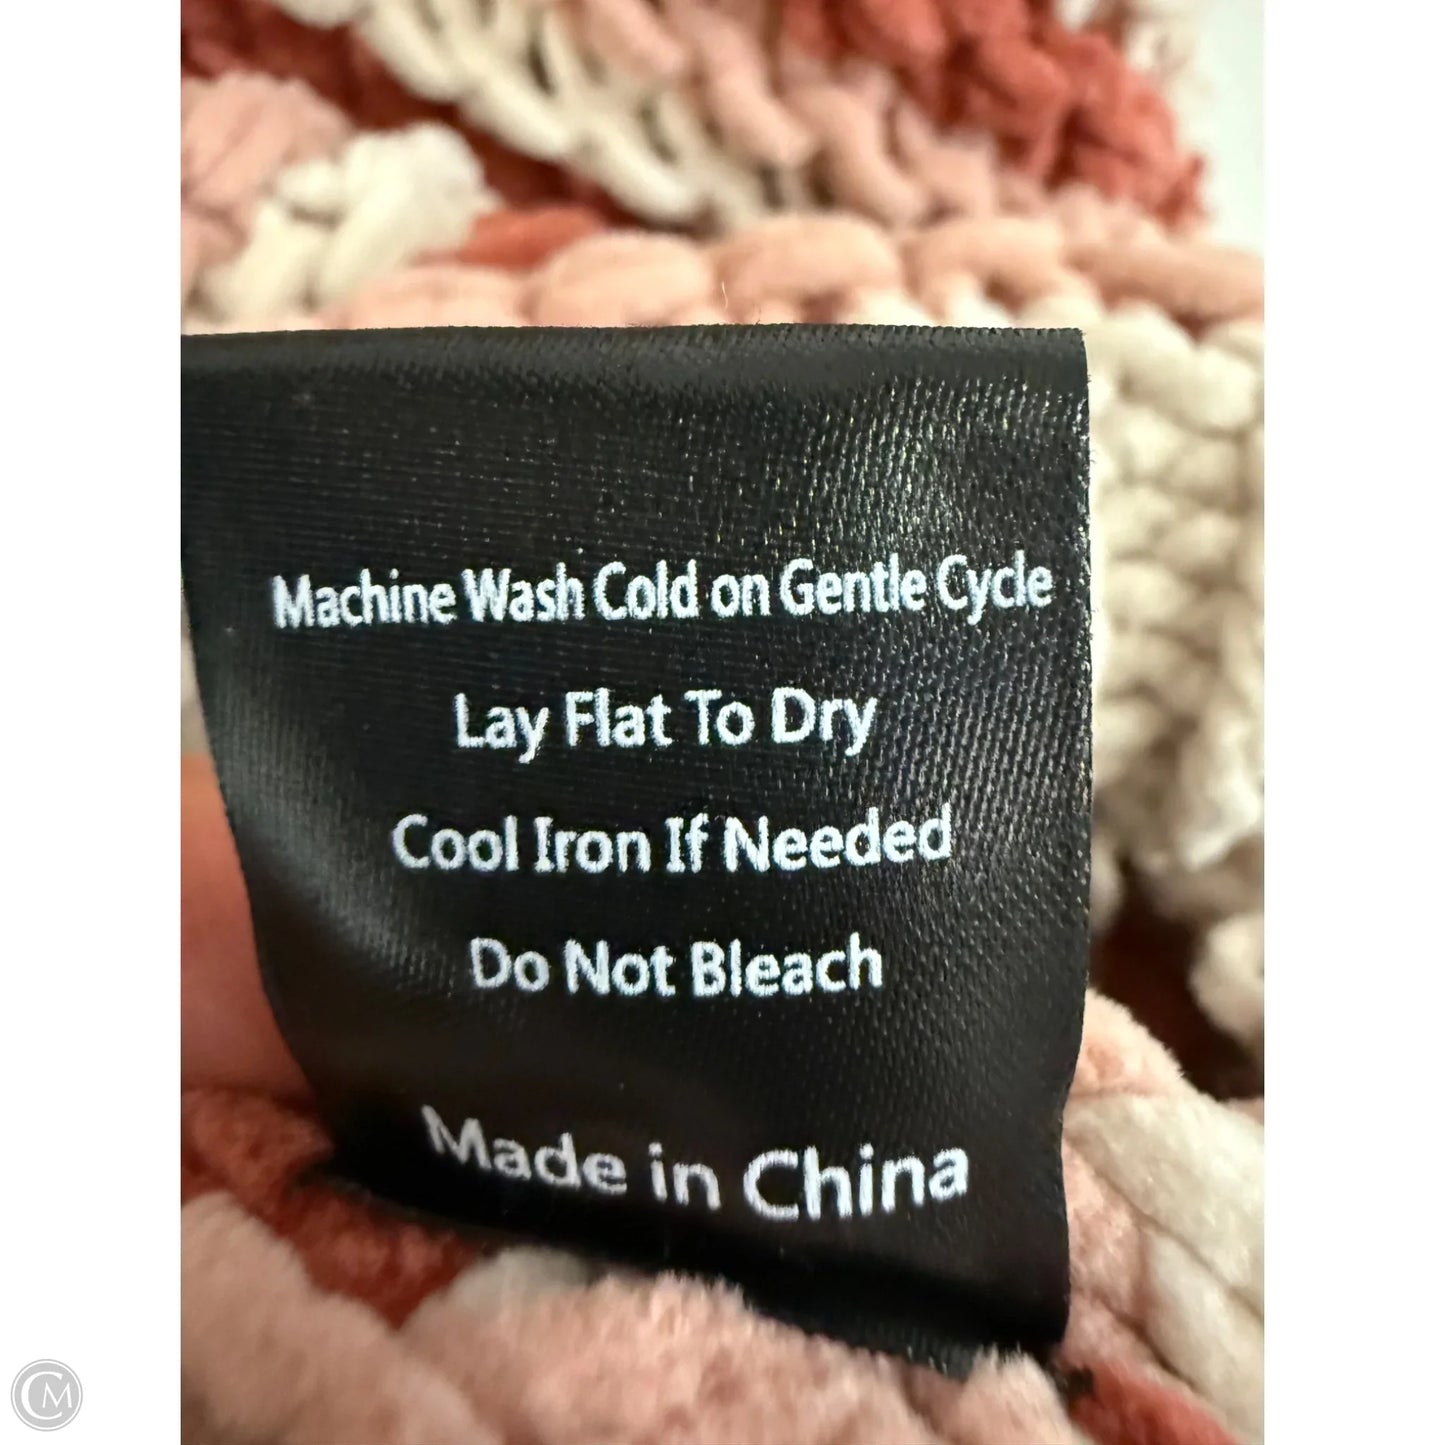 Machine Wash Cold on Gentle Cycle
Lay Flat To Dry
Cool Iron If Needed
Do Not Bleach
Made in China
CM